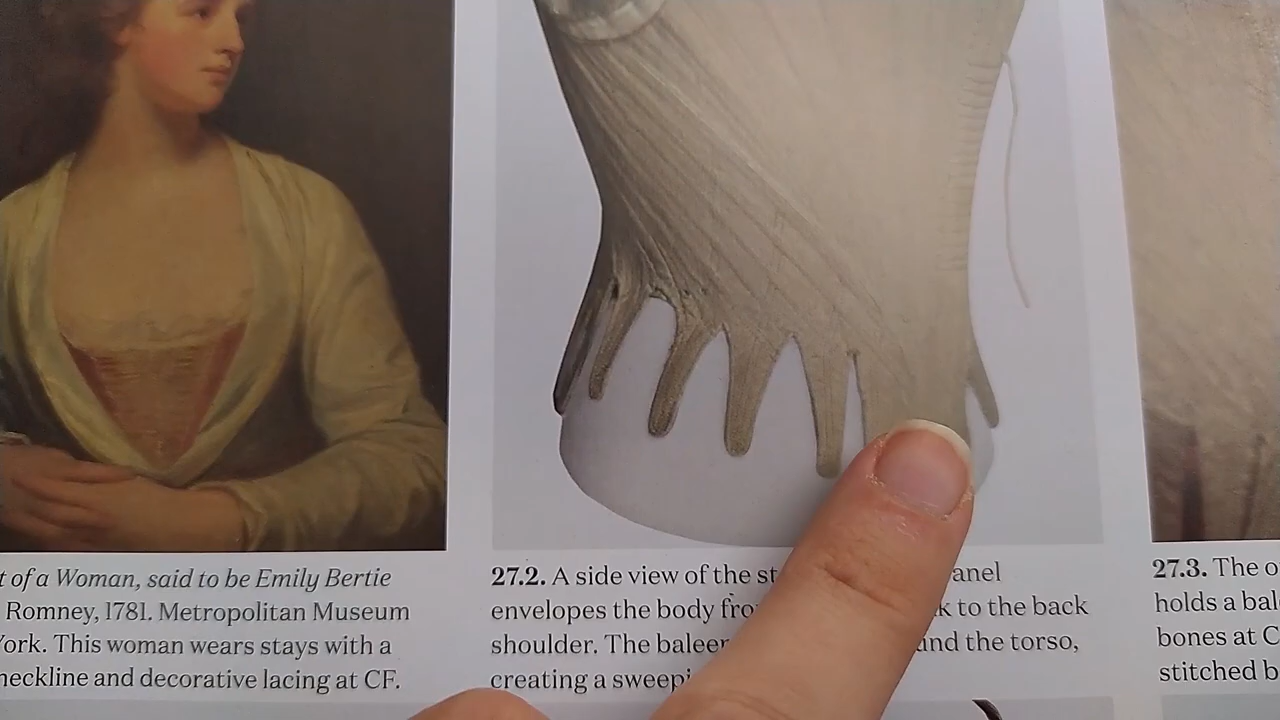 t of a Woman, said to be Emily Bertie
Romney, 1781. Metropolitan Museum
ork. This woman wears stays with a
neckline and decorative lacing at CF.
27.2. A side view of the st anel
envelopes the body fro k to the back
shoulder. The baleen und the torso,
creating a sweepi
27.3. The o
holds a bal
bones at C
stitched b